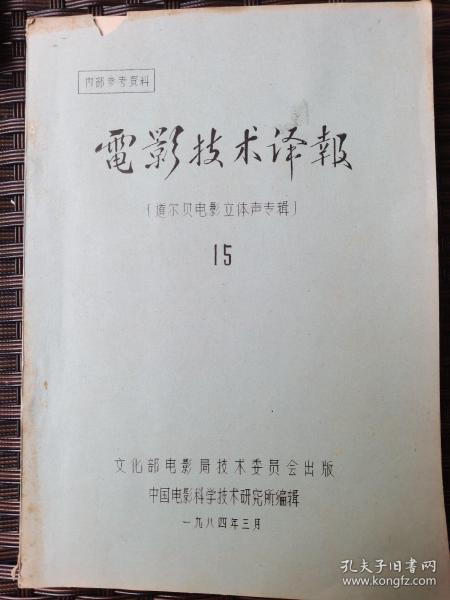 内部参考资料
電影技术译報
(道尔贝电影立体声专辑)
15
文化部电影局技术委员会出版
中国电影科学技术研究所编辑
一九八四年三月
孔夫子旧书网
www.kongfz.com